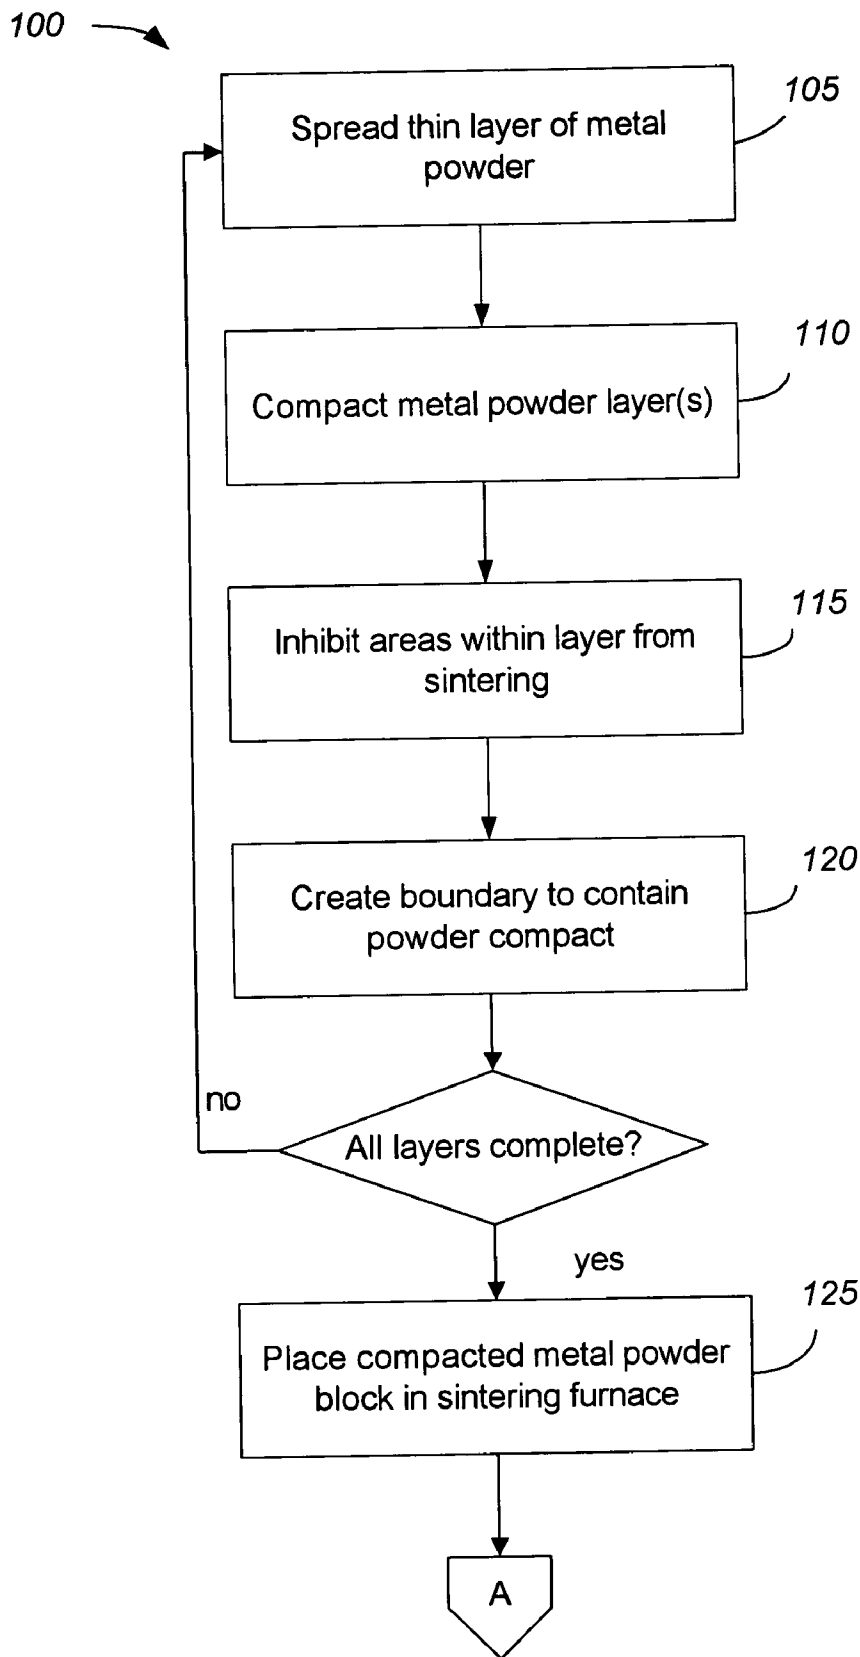 100
105
Spread thin layer of metal
powder
110
Compact metal powder layer(s)
115
Inhibit areas within layer from
sintering
120
Create boundary to contain
powder compact
no
All layers complete?
yes
125
Place compacted metal powder
block in sintering furnace
A